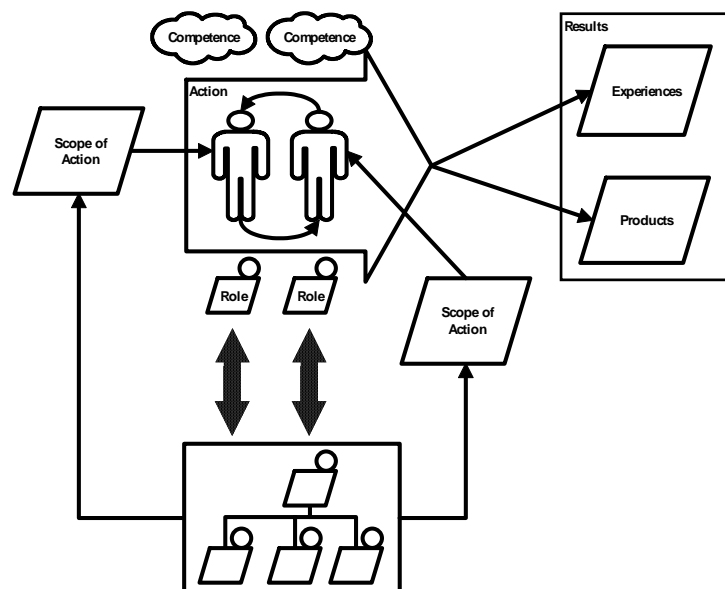 Competence
Competence
Results
Action
Experiences
Scope of
Action
Products
Role
Role
Scope of
Action